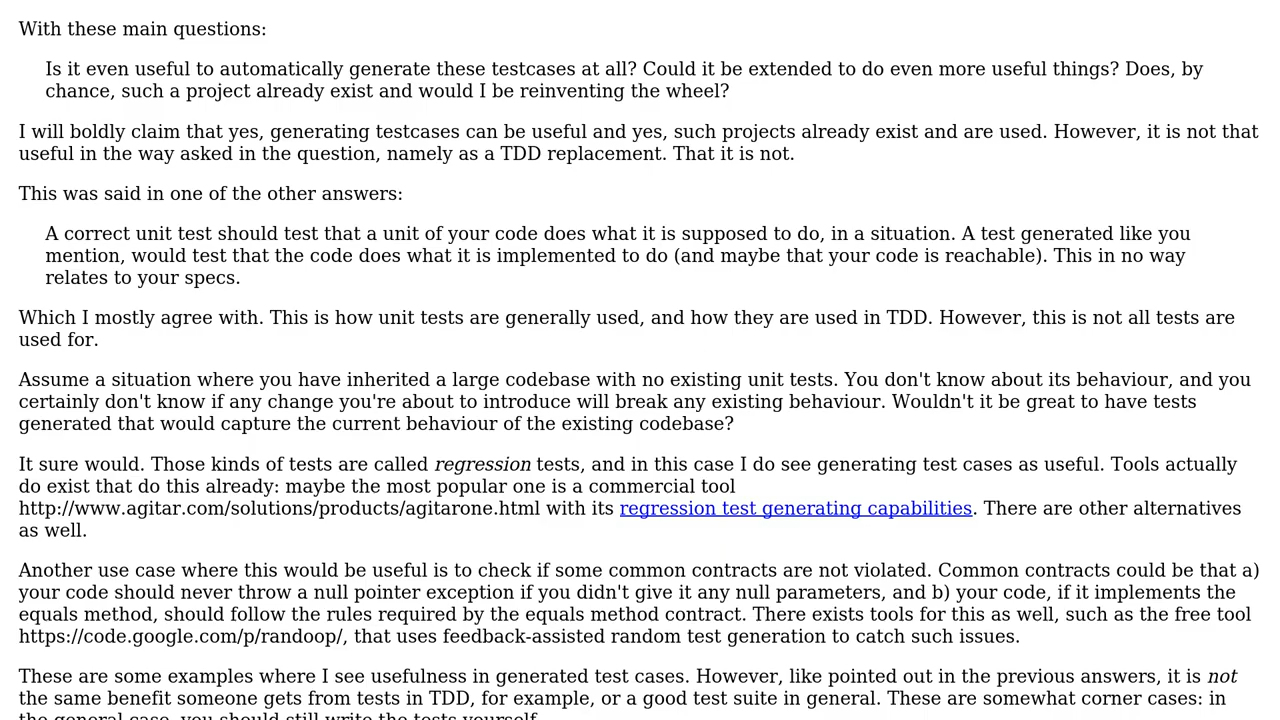 With these main questions:
Is it even useful to automatically generate these testcases at all? Could it be extended to do even more useful things? Does, by
chance, such a project already exist and would I be reinventing the wheel?
I will boldly claim that yes, generating testcases can be useful and yes, such projects already exist and are used. However, it is not that
useful in the way asked in the question, namely as a TDD replacement. That it is not.
This was said in one of the other answers:
A correct unit test should test that a unit of your code does what it is supposed to do, in a situation. A test generated like you
mention, would test that the code does what it is implemented to do (and maybe that your code is reachable). This in no way
relates to your specs.
Which I mostly agree with. This is how unit tests are generally used, and how they are used in TDD. However, this is not all tests are
used for.
Assume a situation where you have inherited a large codebase with no existing unit tests. You don't know about its behaviour, and you
certainly don't know if any change you're about to introduce will break any existing behaviour. Wouldn't it be great to have tests
generated that would capture the current behaviour of the existing codebase?
It sure would. Those kinds of tests are called regression tests, and in this case I do see generating test cases as useful. Tools actually
do exist that do this already: maybe the most popular one is a commercial tool
http://www.agitar.com/solutions/products/agitarone.html with its regression test generating capabilities. There are other alternatives
as well.
Another use case where this would be useful is to check if some common contracts are not violated. Common contracts could be that a)
your code should never throw a null pointer exception if you didn't give it any null parameters, and b) your code, if it implements the
equals method, should follow the rules required by the equals method contract. There exists tools for this as well, such as the free tool
https://code.google.com/p/randoop/, that uses feedback-assisted random test generation to catch such issues.
These are some examples where I see usefulness in generated test cases. However, like pointed out in the previous answers, it is not
the same benefit someone gets from tests in TDD, for example, or a good test suite in general. These are somewhat corner cases: in
the general case, you should still write the tests yourself.